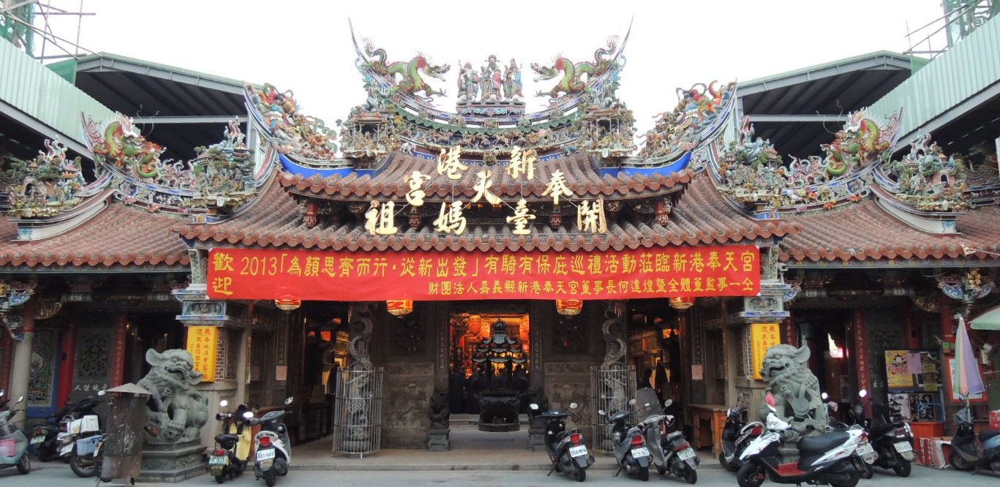 新港
奉天宮
開臺媽祖
歡迎
2013「為顏思齊而行・從新出發」有騎有保庇巡禮活動蒞臨新港奉天宮
財團法人嘉義縣新港奉天宮董事長何達煌暨全體董監事一仝
881-HAY